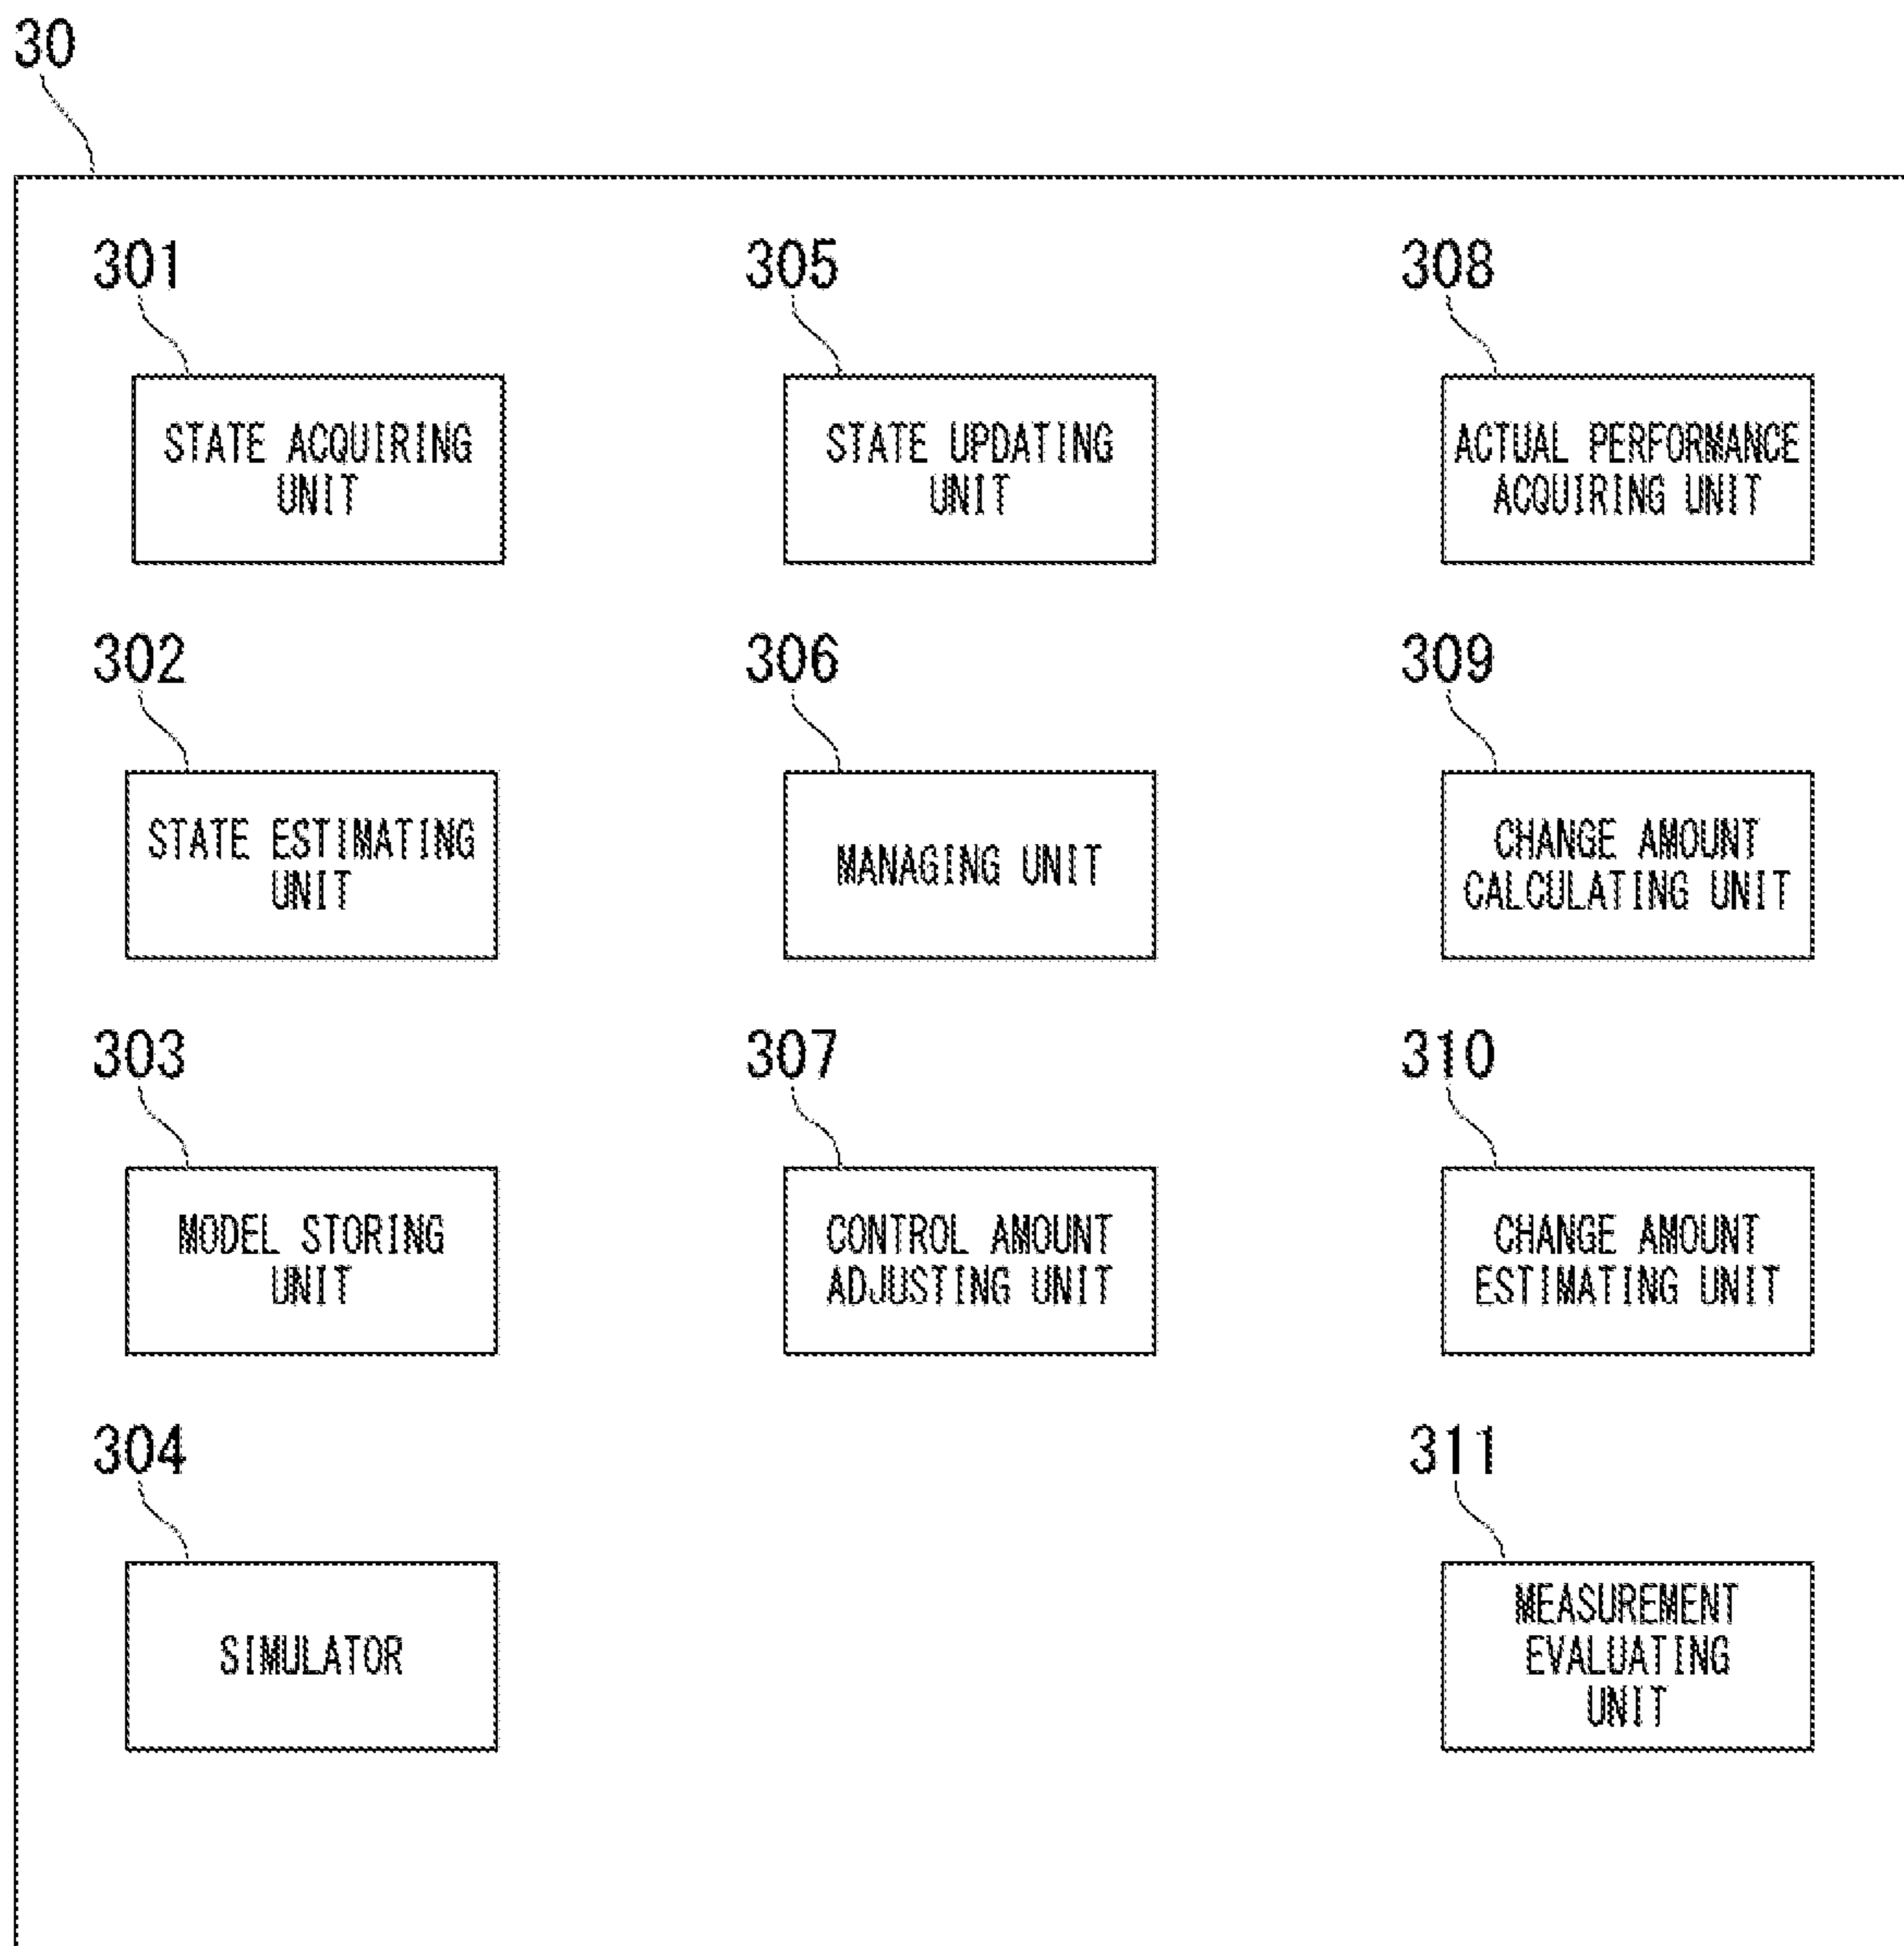 30
301
STATE ACQUIRING
UNIT
302
STATE ESTIMATING
UNIT
303
MODEL STORING
UNIT
304
SIMULATOR
305
STATE UPDATING
UNIT
306
MANAGING UNIT
307
CONTROL AMOUNT
ADJUSTING UNIT
308
ACTUAL PERFORMANCE
ACQUIRING UNIT
309
CHANGE AMOUNT
CALCULATING UNIT
310
CHANGE AMOUNT
ESTIMATING UNIT
311
MEASUREMENT
EVALUATING
UNIT